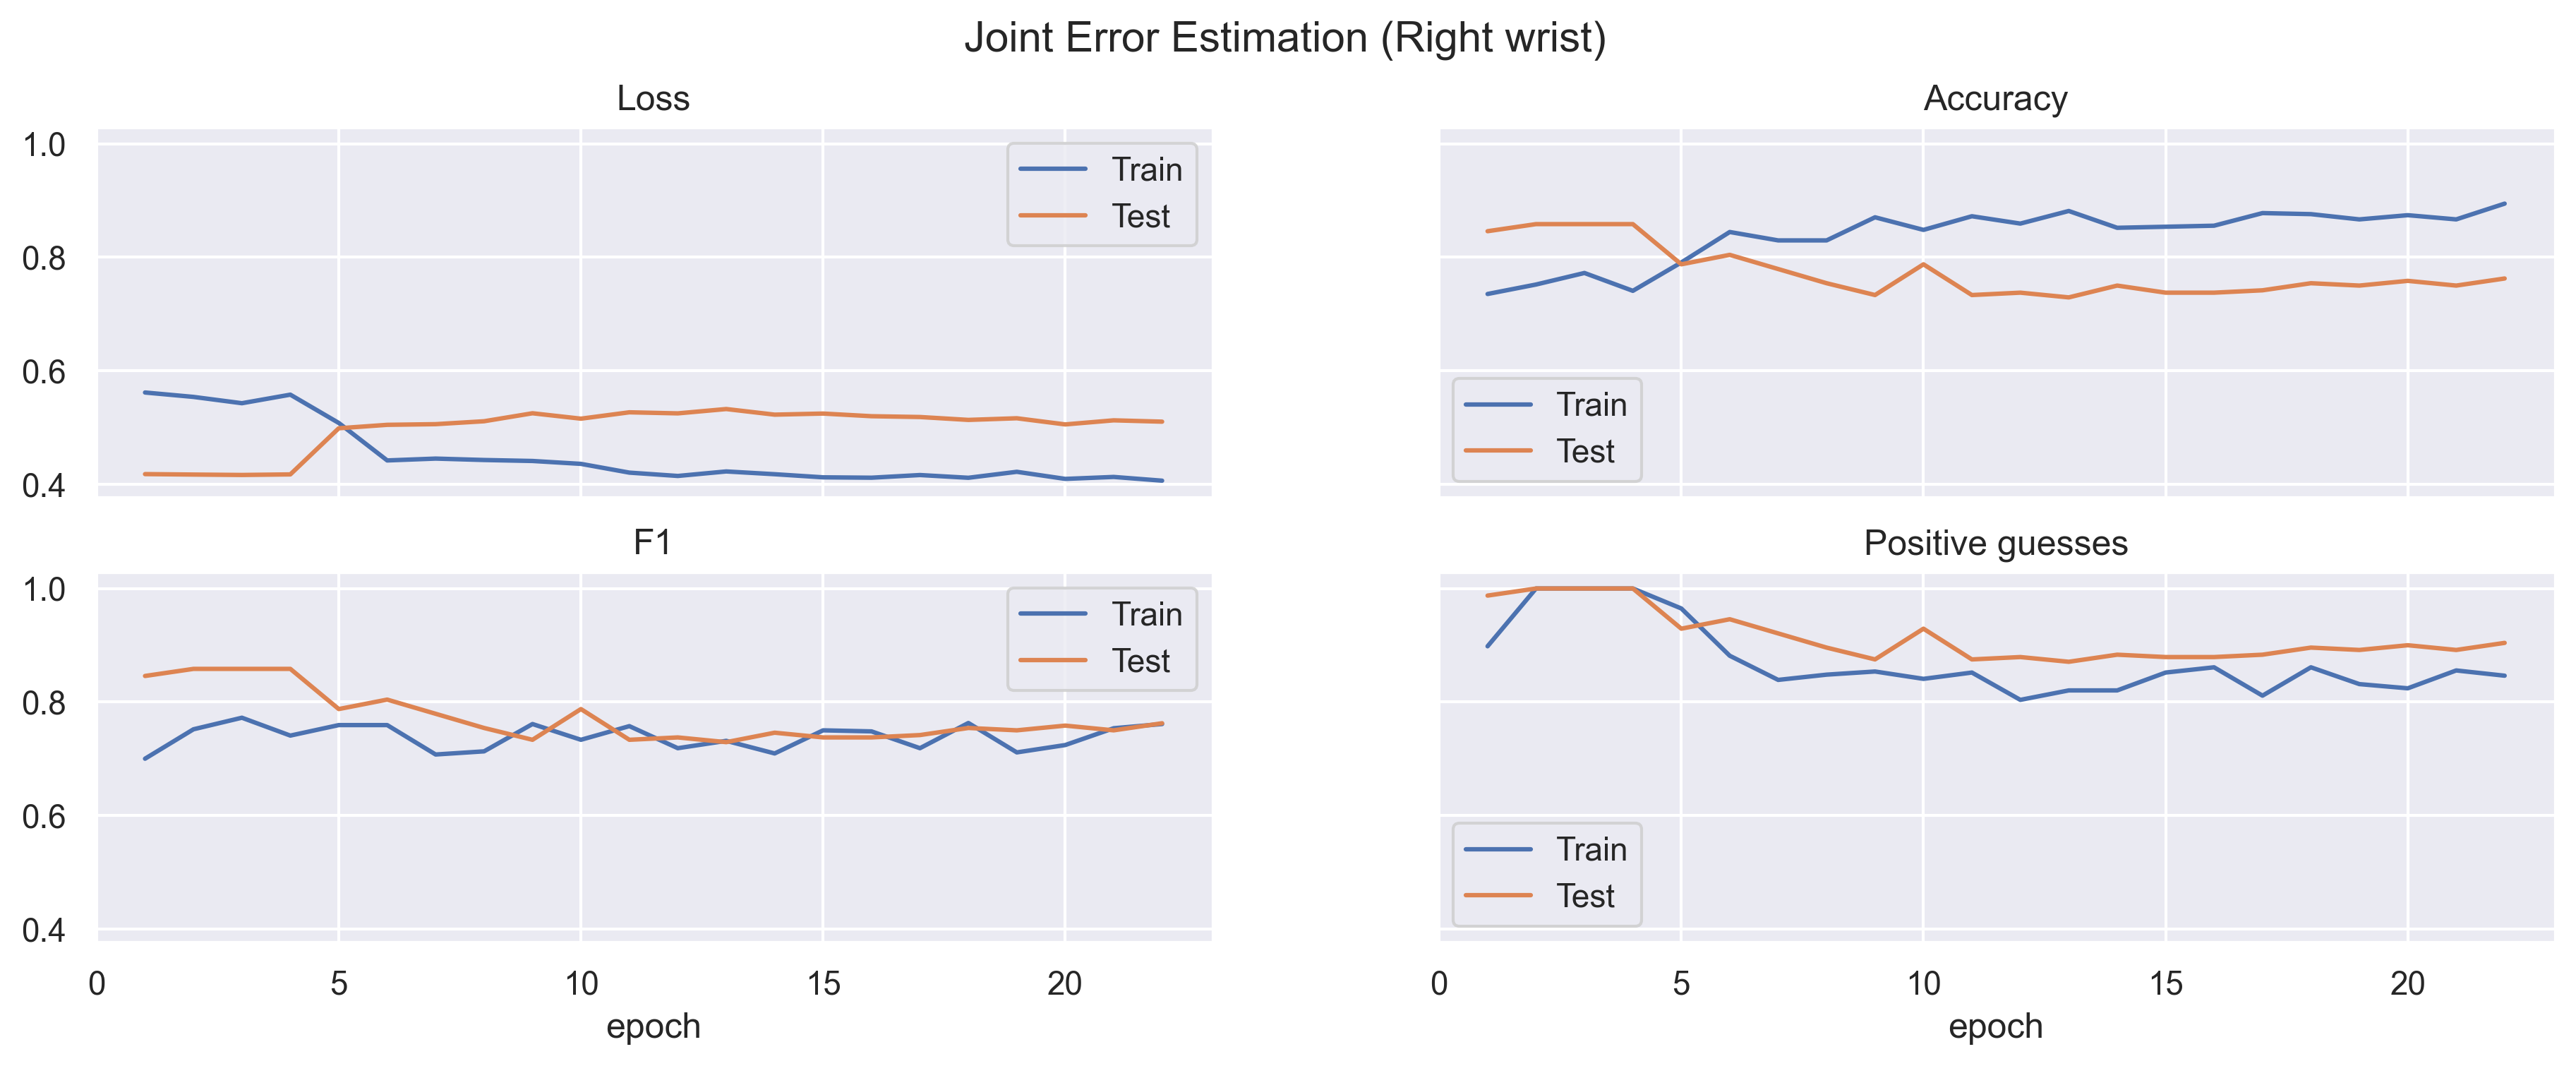 Joint Error Estimation (Right wrist)
Loss
1.0
0.8
0.6
0.4
Train
Test
Accuracy
Train
Test
F1
1.0
0.8
0.6
0.4
Train
Test
0 5 10 15 20
epoch
Positive guesses
Train
Test
0 5 10 15 20
epoch